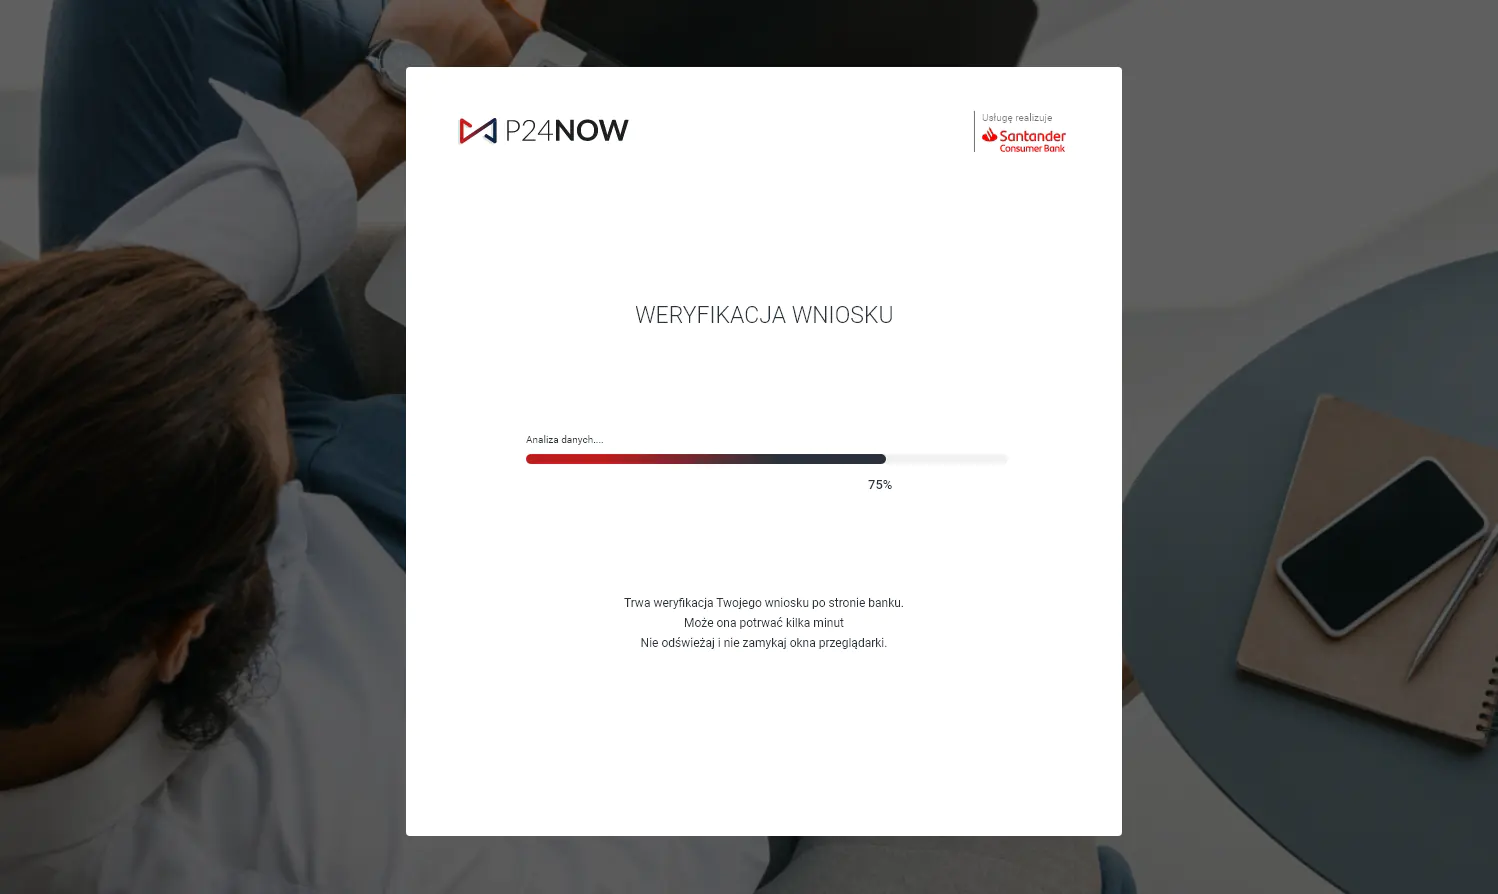 P24NOW
Usługę realizuje
Santander
Consumer Bank
WERYFIKACJA WNIOSKU
Analiza danych....
75%
Trwa weryfikacja Twojego wniosku po stronie banku.
Może ona potrwać kilka minut
Nie odświeżaj i nie zamykaj okna przeglądarki.